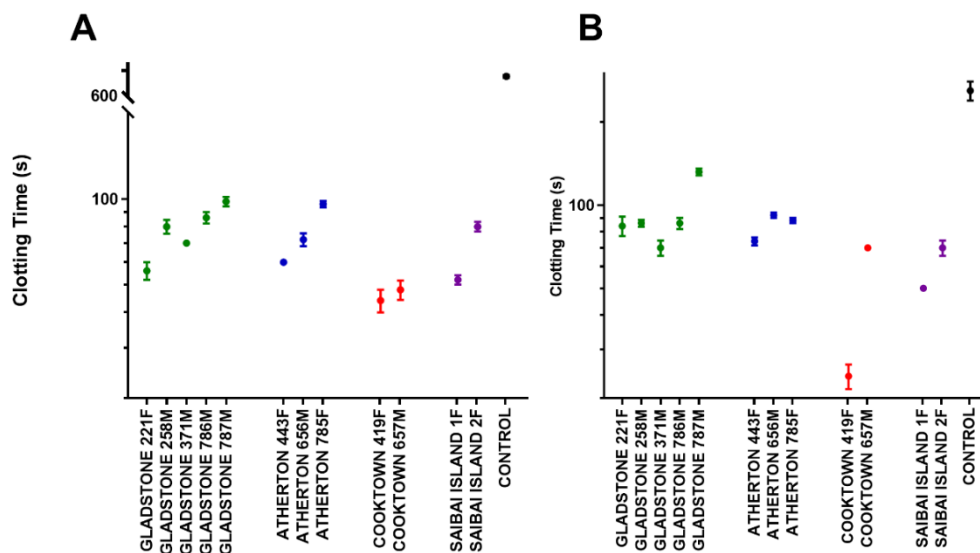 A
600
100
Clotting Time (s)
GLADSTONE 221F
GLADSTONE 258M
GLADSTONE 371M
GLADSTONE 786M
GLADSTONE 787M
ATHERTON 443F
ATHERTON 656M
ATHERTON 785F
COOKTOWN 419F
COOKTOWN 657M
SAIBAI ISLAND 1F
SAIBAI ISLAND 2F
CONTROL
B
100
Clotting Time (s)
GLADSTONE 221F
GLADSTONE 258M
GLADSTONE 371M
GLADSTONE 786M
GLADSTONE 787M
ATHERTON 443F
ATHERTON 656M
ATHERTON 785F
COOKTOWN 419F
COOKTOWN 657M
SAIBAI ISLAND 1F
SAIBAI ISLAND 2F
CONTROL